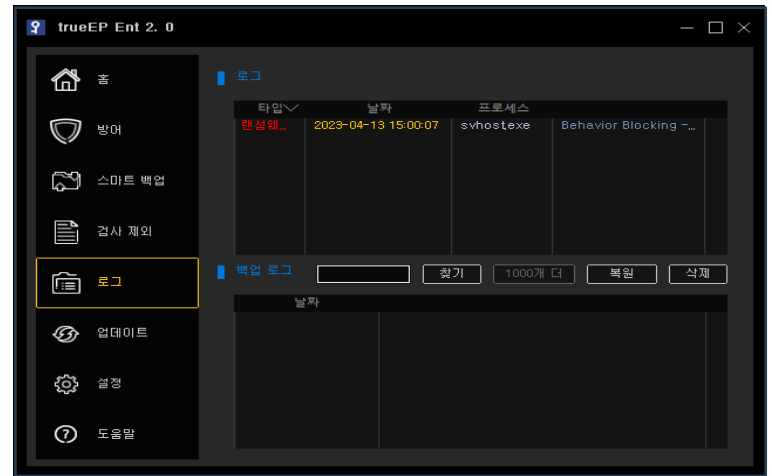 trueEP Ent 2. 0
홈
방어
스마트 백업
검사 제외
로그
업데이트
설정
도움말
로그
타입 날짜 프로세스
랜섬웨... 2023-04-13 15:00:07 svhost.exe Behavior Blocking -...
백업 로그 찾기 1000개 더 복원 삭제
날짜